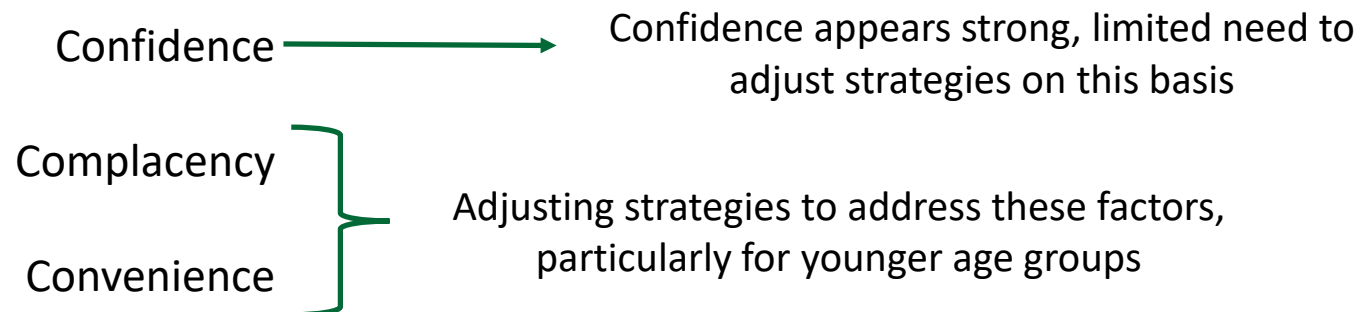 Confidence
Confidence appears strong, limited need to
adjust strategies on this basis
Complacency
Convenience
Adjusting strategies to address these factors,
particularly for younger age groups